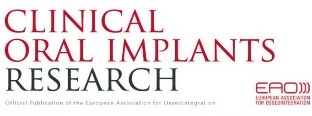 CLINICAL
ORAL IMPLANTS
RESEARCH
Official Publication of the European Association for Osseointegration
EAO
EUROPEAN ASSOCIATION
FOR OSSEOINTEGRATION